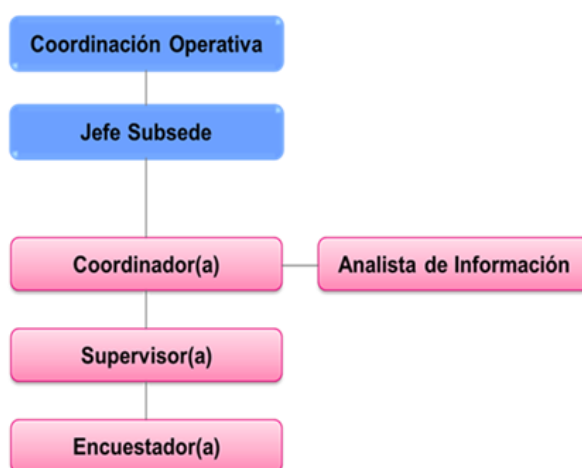 Coordinación Operativa
Jefe Subsede
Coordinador(a)
Analista de Información
Supervisor(a)
Encuestador(a)